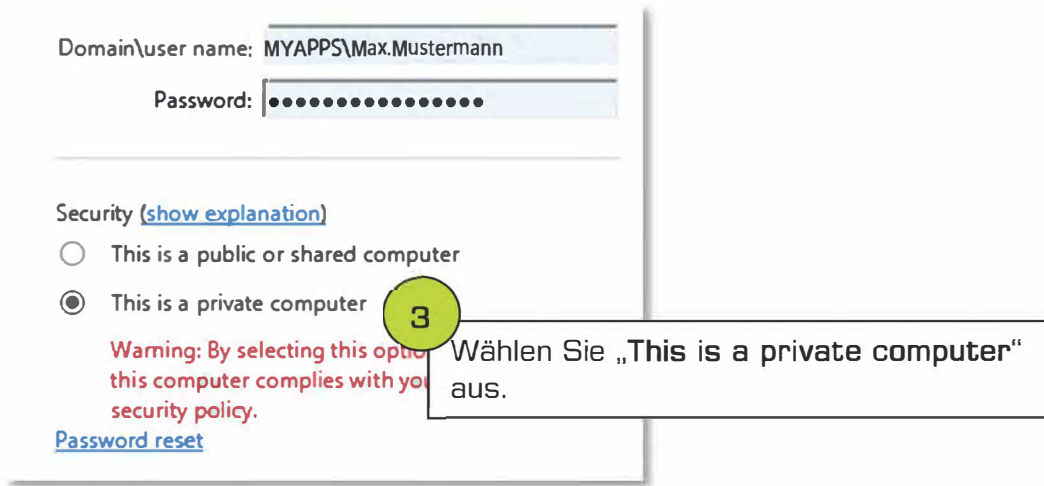 Domain\user name: MYAPPS\Max.Mustermann
Password: ●●●●●●●●●●●●●●●●
Security (show explanation)
This is a public or shared computer
This is a private computer
3
Warning: By selecting this
this computer complies with
security policy.
Wählen Sie „This is a private computer“
aus.
Password reset